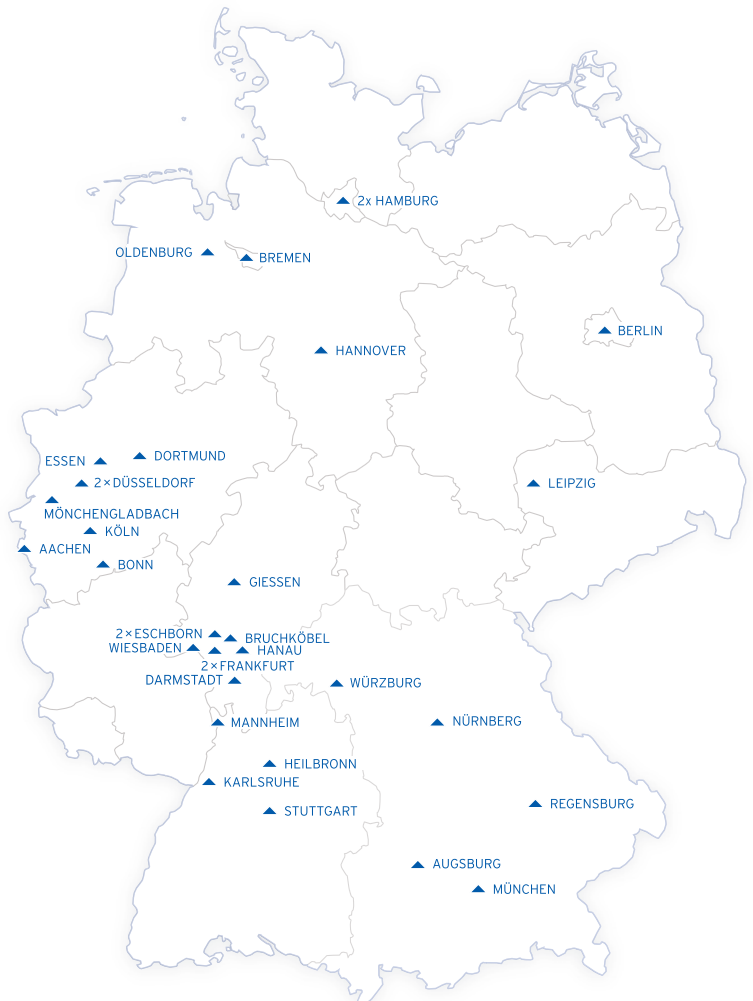 2x HAMBURG
OLDENBURG
BREMEN
BERLIN
HANNOVER
DORTMUND
ESSEN
2×DÜSSELDORF
LEIPZIG
MÖNCHENGLADBACH
KÖLN
AACHEN
BONN
GIESSEN
2×ESCHBORN
BRUCHKÖBEL
WIESBADEN
HANAU
2×FRANKFURT
DARMSTADT
WÜRZBURG
MANNHEIM
NÜRNBERG
HEILBRONN
KARLSRUHE
REGENSBURG
STUTTGART
AUGSBURG
MÜNCHEN